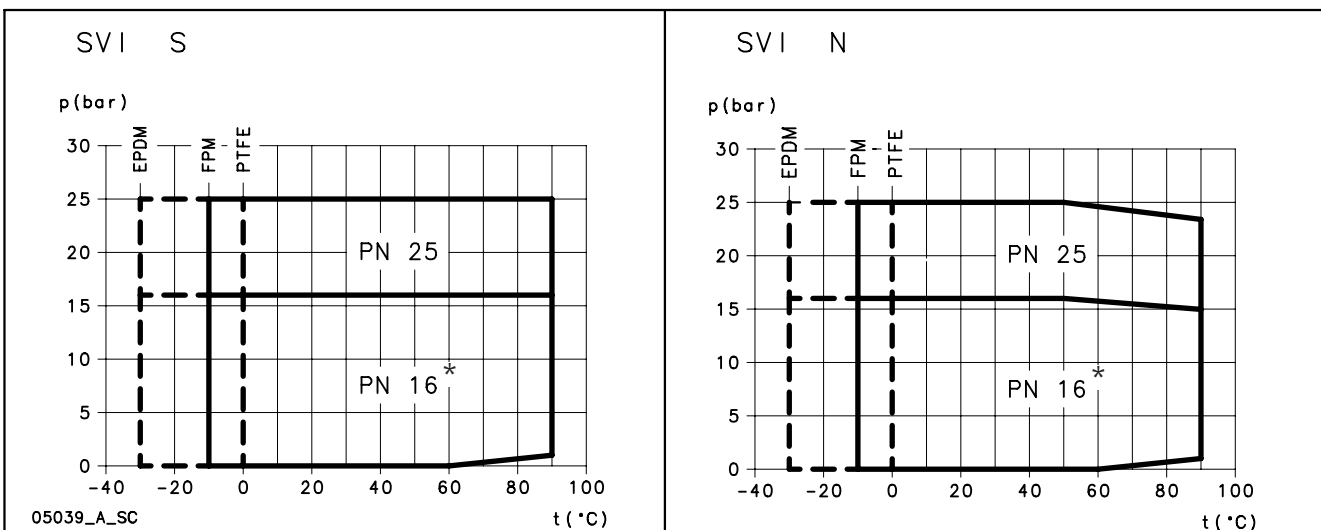 SVI S
p(bar)
EPDM
FPM
PTFE
30
25
20
15
10
5
0
PN 25
PN 16*
-40 -20 0 20 40 60 80 100
t(°C)
05039_A_SC
SVI N
p(bar)
EPDM
FPM
PTFE
30
25
20
15
10
5
0
PN 25
PN 16*
-40 -20 0 20 40 60 80 100
t(°C)